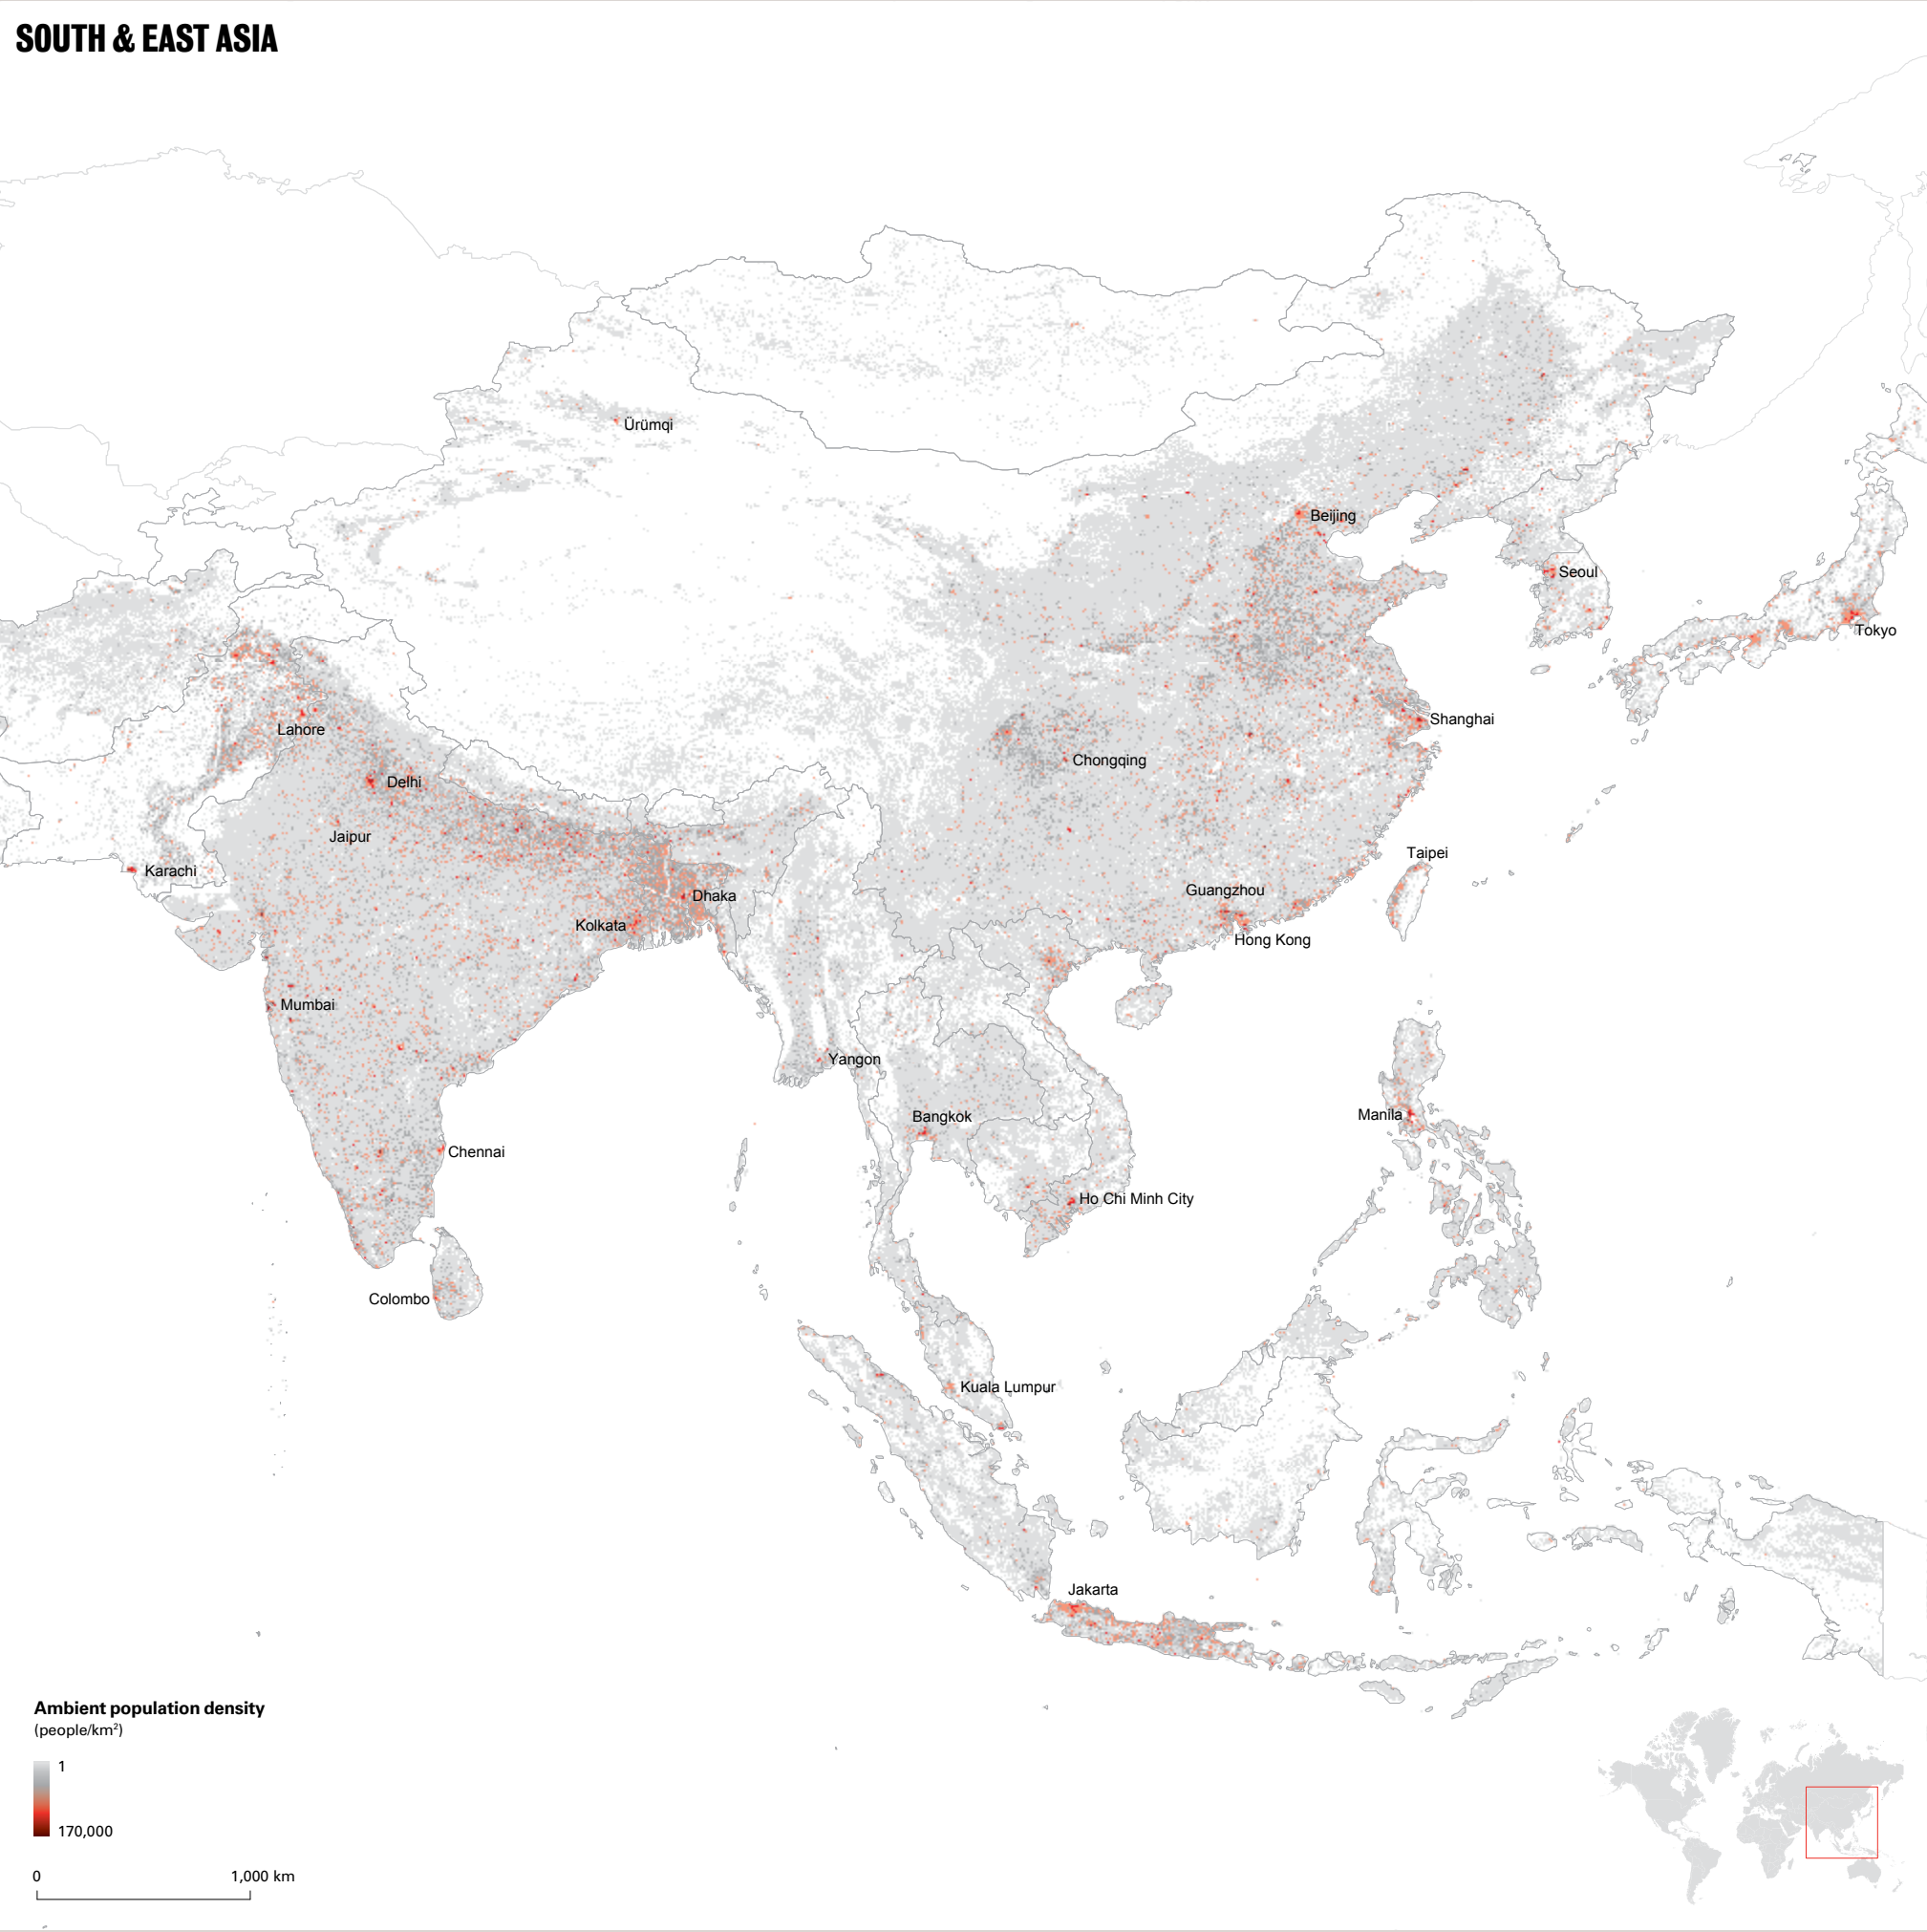 SOUTH & EAST ASIA
Ürümqi
Beijing
Seoul
Tokyo
Lahore
Shanghai
Chongqing
Delhi
Jaipur
Taipei
Karachi
Guangzhou
Dhaka
Kolkata
Hong Kong
Mumbai
Yangon
Manila
Bangkok
Chennai
Ho Chi Minh City
Colombo
Kuala Lumpur
Jakarta
Ambient population density
(people/km²)
1
170,000
0 1,000 km